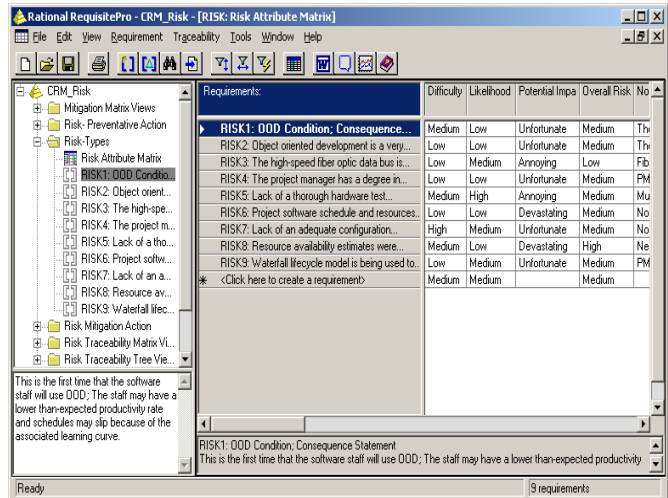 Rational RequisitePro - CRM_Risk - [RISK: Risk Attribute Matrix]
File Edit View Requirement Traceability Tools Window Help
CRM_Risk
Mitigation Matrix Views
Risk- Preventative Action
Risk-Types
Risk Attribute Matrix
RISK1: OOD Conditio...
RISK2: Object orient...
RISK3: The high-spe...
RISK4: The project m...
RISK5: Lack of a tho...
RISK6: Project softw...
RISK7: Lack of an a...
RISK8: Resource av...
RISK9: Waterfall lifec...
Risk Mitigation Action
Risk Traceability Matrix Vi...
Risk Traceability Tree Vie...
This is the first time that the software
staff will use OOD; The staff may have a
lower than-expected productivity rate
and schedules may slip because of the
associated learning curve.
Requirements: Difficulty Likelihood Potential Impa Overall Risk No
RISK1: OOD Condition; Consequence... Medium Low Unfortunate Medium Th
RISK2: Object oriented development is a very... Low Low Unfortunate Medium Th
RISK3: The high-speed fiber optic data bus is... Low Medium Annoying Low Fib
RISK4: The project manager has a degree in... Low Low Unfortunate Medium PM
RISK5: Lack of a thorough hardware test... Medium High Annoying Medium Mu
RISK6: Project software schedule and resources.. Low Low Devastating Medium No
RISK7: Lack of an adequate configuration... High Medium Unfortunate Medium No
RISK8: Resource availability estimates were... Medium Low Devastating High Ne
RISK9: Waterfall lifecycle model is being used to.. Low Medium Unfortunate Medium PM
<Click here to create a requirement> Medium Medium Medium
RISK1: OOD Condition; Consequence Statement
This is the first time that the software staff will use OOD; The staff may have a lower than-expected productivity
Ready 9 requirements